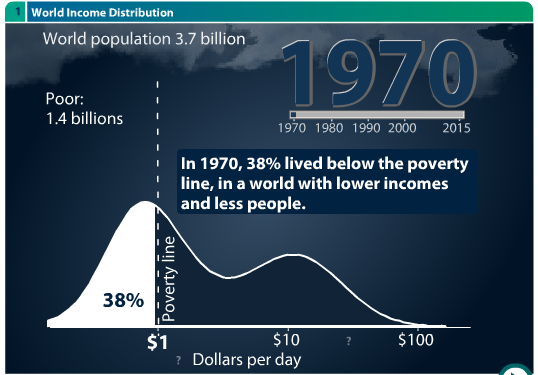 1 World Income Distribution
World population 3.7 billion
1970
Poor:
1.4 billions
1970 1980 1990 2000 2015
In 1970, 38% lived below the poverty
line, in a world with lower incomes
and less people.
Poverty line
38%
$1 $10 ? $100
? Dollars per day